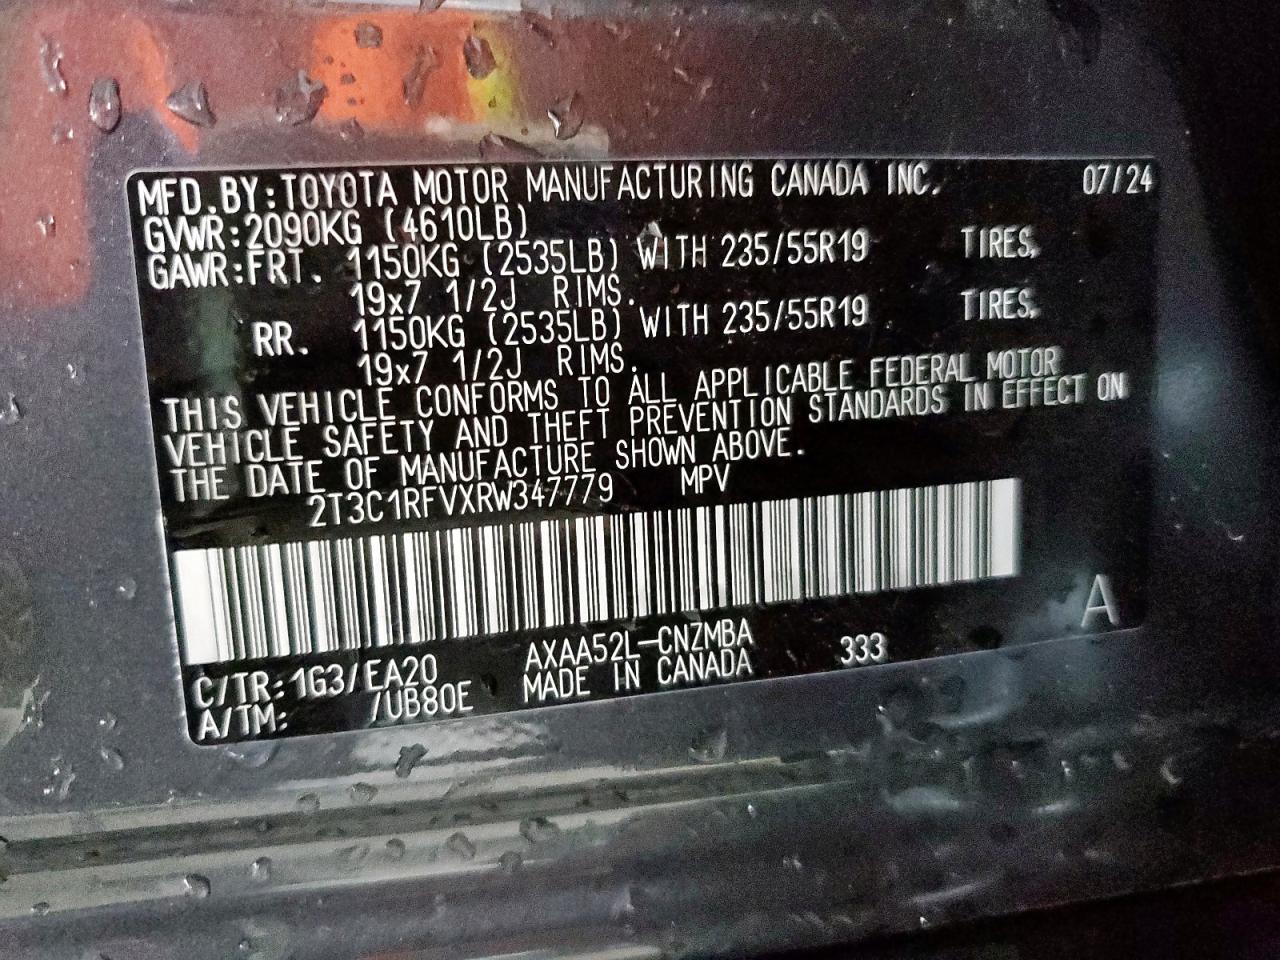 MFD.BY:TOYOTA MOTOR MANUFACTURING CANADA INC. 07/24
GVWR:2090KG (4610LB)
GAWR:FRT. 1150KG (2535LB) WITH 235/55R19 TIRES,
19x7 1/2J RIMS.
RR. 1150KG (2535LB) WITH 235/55R19 TIRES,
19x7 1/2J RIMS.
THIS VEHICLE CONFORMS TO ALL APPLICABLE FEDERAL MOTOR
VEHICLE SAFETY AND THEFT PREVENTION STANDARDS IN EFFECT ON
THE DATE OF MANUFACTURE SHOWN ABOVE.
2T3C1RFVXRW347779 MPV
A
C/TR:1G3/EA20 AXAA52L-CNZMBA 333
A/TM: /UB80E MADE IN CANADA